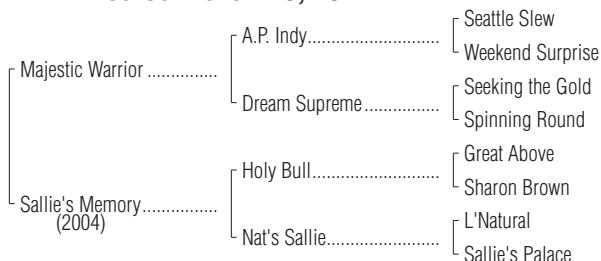 Seattle Slew
A.P. Indy
Weekend Surprise
Majestic Warrior
Seeking the Gold
Dream Supreme
Spinning Round
Great Above
Holy Bull
Sharon Brown
Sallie's Memory
(2004)
L'Natural
Nat's Sallie
Sallie's Palace